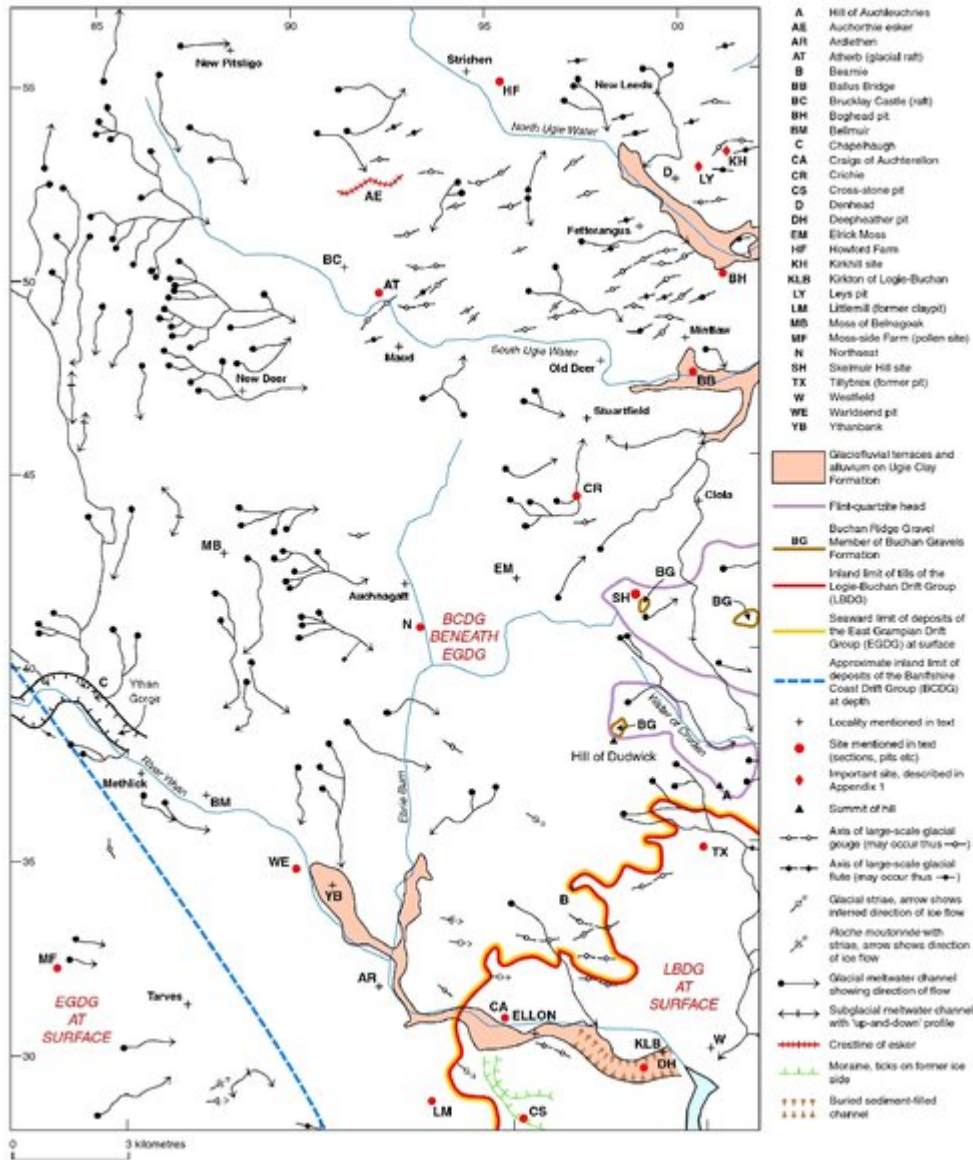 85
90
95
00
New Pitsligo
Strichen
HF
New Leeds
55
North Ugie Water
KH
LY
D
AE
Fetterangus
BC
AT
BH
50
Mintlaw
Maud
South Ugie Water
Old Deer
BB
New Deer
Stuartfield
45
CR
Clola
MB
EM
BG
Auchnagatt
SH
BG
N
BCDG
BENEATH
EGDG
40
C
Ythan
Gorge
Water of Cruden
BG
Hill of Dudwick
River Ythan
Methlick
BM
Ebrie Burn
A
WE
35
TX
YB
B
MF
AR
LBDG
AT
SURFACE
EGDG
AT
SURFACE
Tarves
CA
ELLON
30
KLB
W
DH
LM
CS
0
3 kilometres
A Hill of Auchleuchries
AE Auchorthie esker
AR Ardlethen
AT Atherb (glacial raft)
B Bearnie
BB Ballus Bridge
BC Brucklay Castle (raft)
BH Boghead pit
BM Bellmuir
C Chapelhaugh
CA Craigs of Auchterellon
CR Crichie
CS Cross-stone pit
D Denhead
DH Deepheather pit
EM Elrick Moss
HF Howford Farm
KH Kirkhill site
KLB Kirkton of Logie-Buchan
LY Leys pit
LM Littlemill (former claypit)
MB Moss of Belnagoak
MF Moss-side Farm (pollen site)
N Northseat
SH Skelmuir Hill site
TX Tillybrex (former pit)
W Westfield
WE Warldsend pit
YB Ythanbank
Glaciofluvial terraces and
alluvium on Ugie Clay
Formation
Flint-quartzite head
Buchan Ridge Gravel
BG Member of Buchan Gravels
Formation
Inland limit of tills of the
Logie-Buchan Drift Group
(LBDG)
Seaward limit of deposits of
the East Grampian Drift
Group (EGDG) at surface
Approximate inland limit of
deposits of the Banffshire
Coast Drift Group (BCDG)
at depth
Locality mentioned in text
Site mentioned in text
(sections, pits etc)
Important site, described in
Appendix 1
Summit of hill
Axis of large-scale glacial
gouge (may occur thus)
Axis of large-scale glacial
flute (may occur thus)
Glacial striae, arrow shows
inferred direction of ice flow
Roche moutonnée with
striae, arrow shows direction
of ice flow
Glacial meltwater channel
showing direction of flow
Subglacial meltwater channel
with 'up-and-down' profile
Crestline of esker
Moraine, ticks on former ice
side
Buried sediment-filled
channel